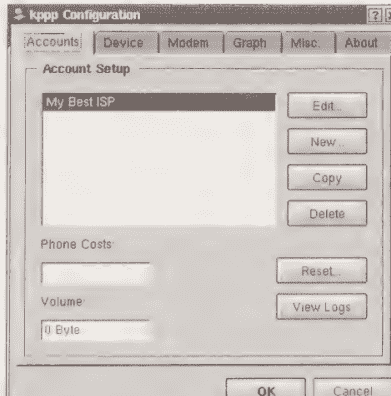 kppp Configuration
Accounts Device Modem Graph Misc. About
Account Setup
My Best ISP
Edit...
New...
Copy
Delete
Phone Costs:
Reset...
Volume:
View Logs
0 Byte
OK Cancel